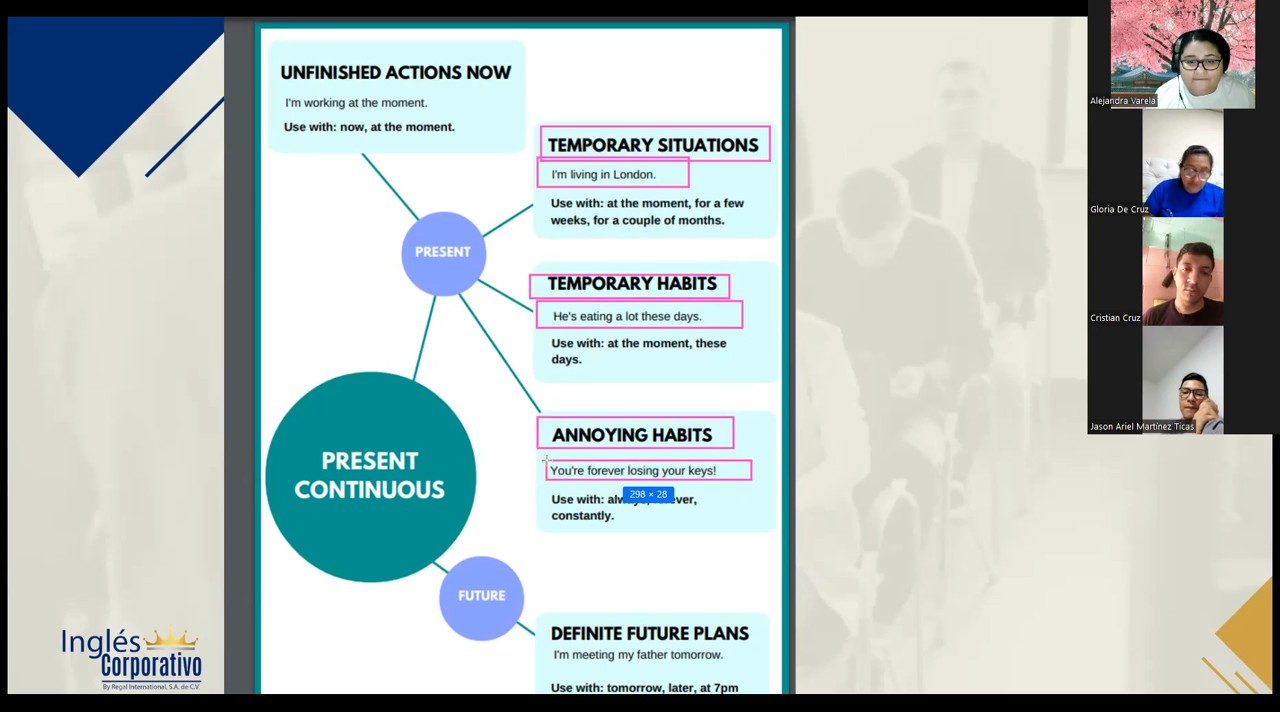 UNFINISHED ACTIONS NOW
I'm working at the moment.
Use with: now, at the moment.
TEMPORARY SITUATIONS
I'm living in London.
Use with: at the moment, for a few
weeks, for a couple of months.
PRESENT
TEMPORARY HABITS
He's eating a lot these days.
Use with: at the moment, these
days.
ANNOYING HABITS
You're forever losing your keys!
298 × 28
Use with:
constantly.
PRESENT
CONTINUOUS
FUTURE
DEFINITE FUTURE PLANS
I'm meeting my father tomorrow.
Use with: tomorrow, later, at 7pm
Inglés
Corporativo
By Regal International, S.A. de C.V.
Alejandra Varela
Gloria De Cruz
Cristian Cruz
Jason Ariel Martínez Ticas